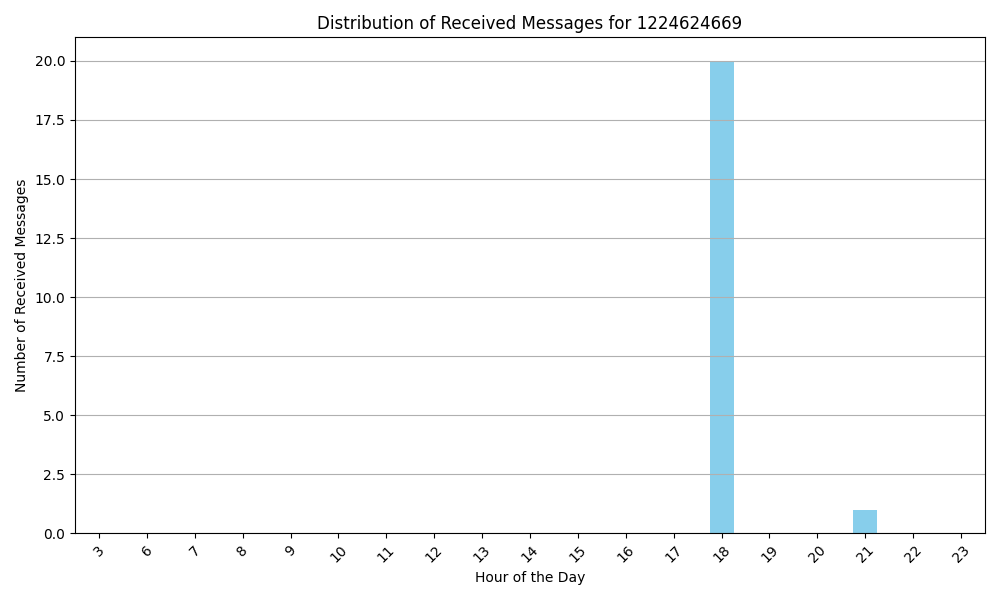 Distribution of Received Messages for 1224624669
Number of Received Messages
20.0
17.5
15.0
12.5
10.0
7.5
5.0
2.5
0.0
3 6 7 8 9 10 11 12 13 14 15 16 17 18 19 20 21 22 23
Hour of the Day